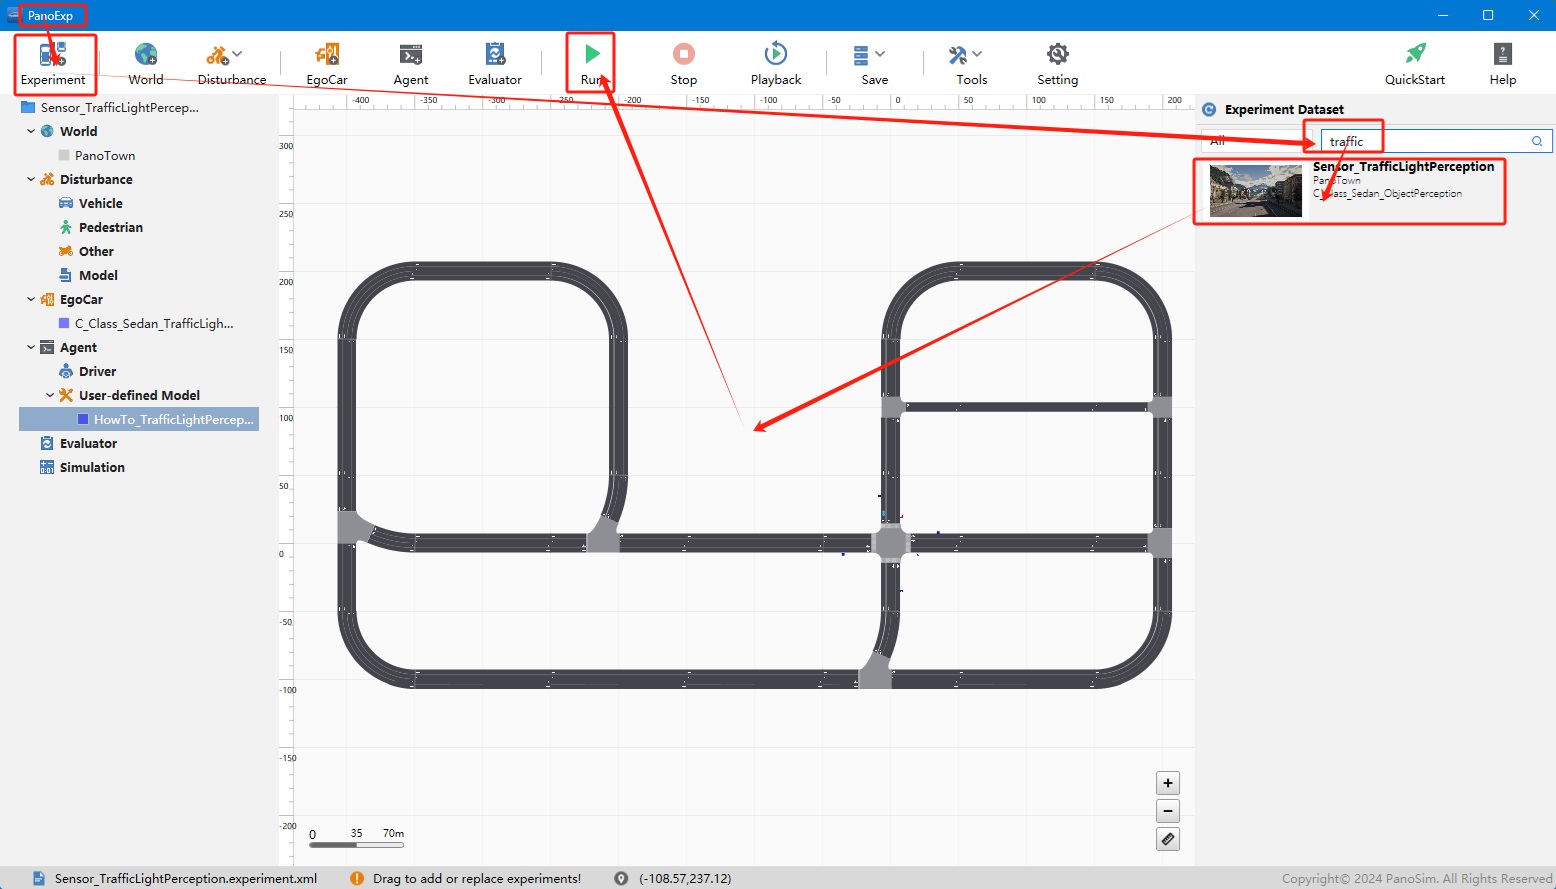 PanoExp
Experiment
World
Disturbance
EgoCar
Agent
Evaluator
Run
Stop
Playback
Save
Tools
Setting
QuickStart
Help
Sensor_TrafficLightPercep...
World
PanoTown
Disturbance
Vehicle
Pedestrian
Other
Model
EgoCar
C_Class_Sedan_TrafficLigh...
Agent
Driver
User-defined Model
HowTo_TrafficLightPercep...
Evaluator
Simulation
-400 -350 -300 -250 -200 -150 -100 -50 0 50 100 150 200
300
250
200
150
100
50
0
-50
-100
-150
-200
0 35 70m
Experiment Dataset
All
traffic
Sensor_TrafficLightPerception
PanoTown
C_Class_Sedan_ObjectPerception
Sensor_TrafficLightPerception.experiment.xml
Drag to add or replace experiments!
(-108.57,237.12)
Copyright© 2024 PanoSim. All Rights Reserved